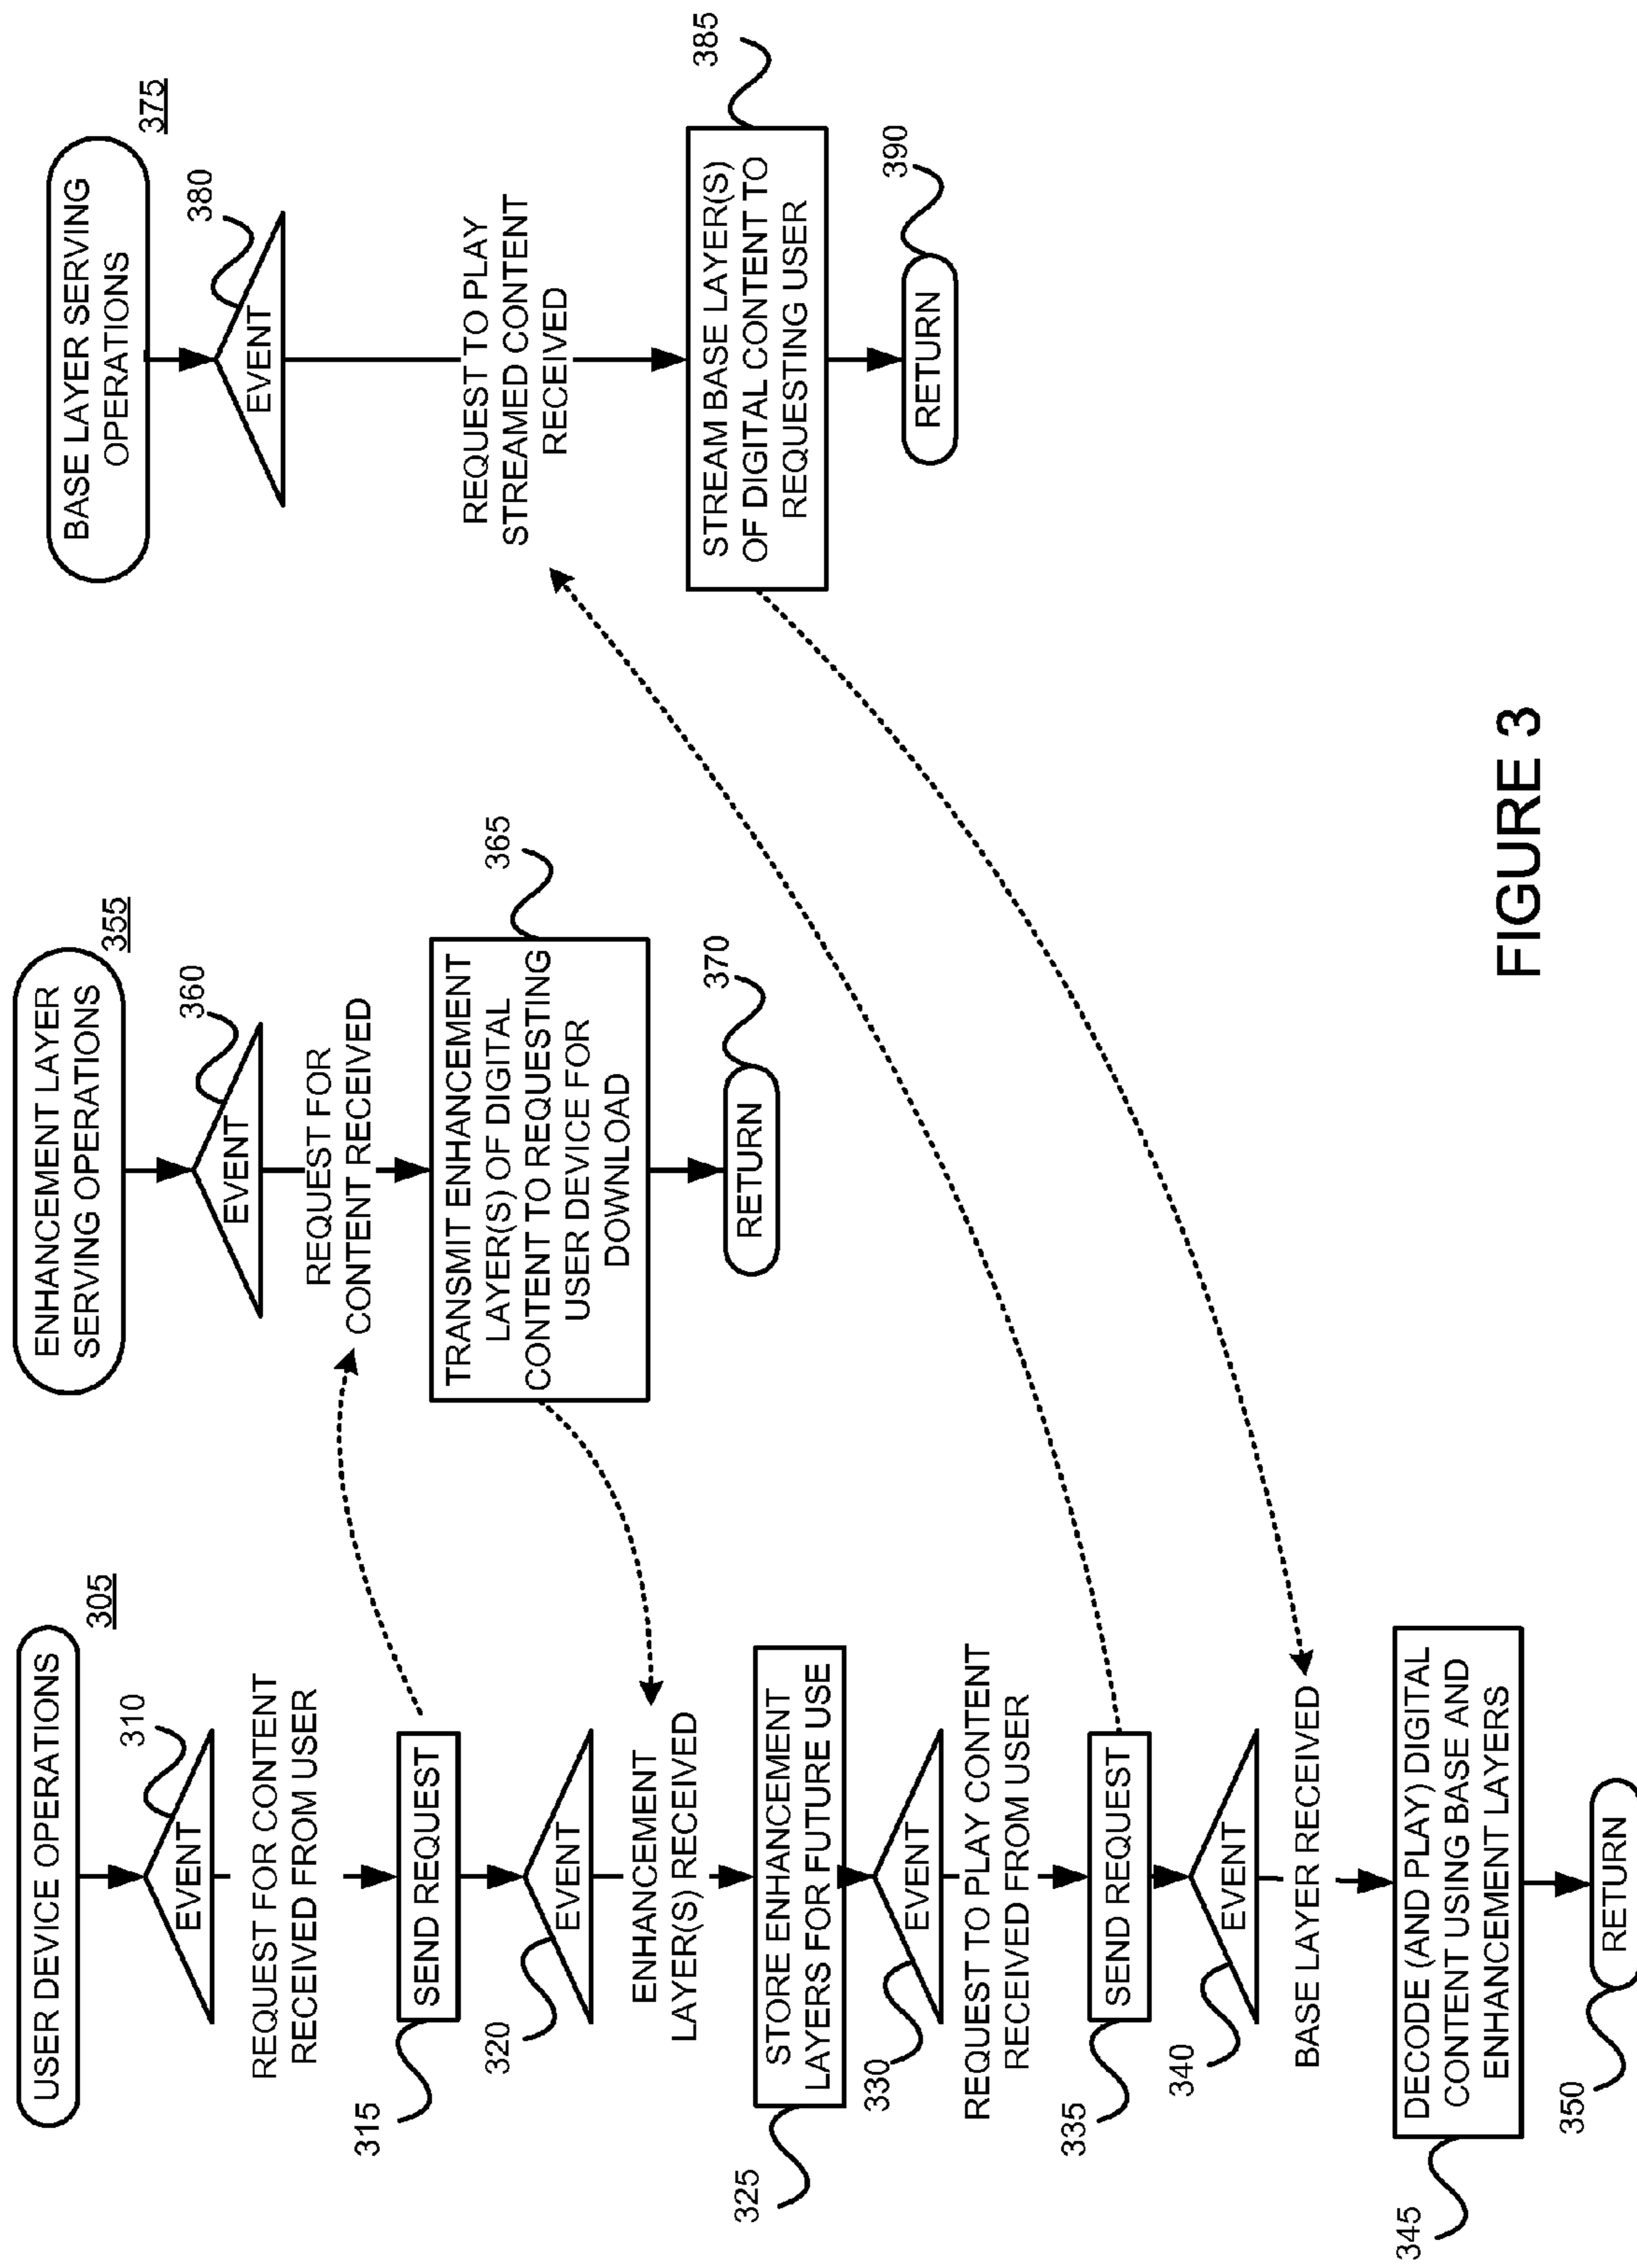 USER DEVICE OPERATIONS
305
310
EVENT
REQUEST FOR CONTENT
RECEIVED FROM USER
SEND REQUEST
315
EVENT
320
ENHANCEMENT
LAYER(S) RECEIVED
STORE ENHANCEMENT
LAYERS FOR FUTURE USE
325
EVENT
330
REQUEST TO PLAY CONTENT
RECEIVED FROM USER
SEND REQUEST
335
EVENT
340
BASE LAYER RECEIVED
DECODE (AND PLAY) DIGITAL
CONTENT USING BASE AND
ENHANCEMENT LAYERS
345
RETURN
350
ENHANCEMENT LAYER
SERVING OPERATIONS
355
360
EVENT
REQUEST FOR
CONTENT RECEIVED
TRANSMIT ENHANCEMENT
LAYER(S) OF DIGITAL
CONTENT TO REQUESTING
USER DEVICE FOR
DOWNLOAD
365
370
RETURN
BASE LAYER SERVING
OPERATIONS
375
380
EVENT
REQUEST TO PLAY
STREAMED CONTENT
RECEIVED
STREAM BASE LAYER(S)
OF DIGITAL CONTENT TO
REQUESTING USER
385
390
RETURN
FIGURE 3